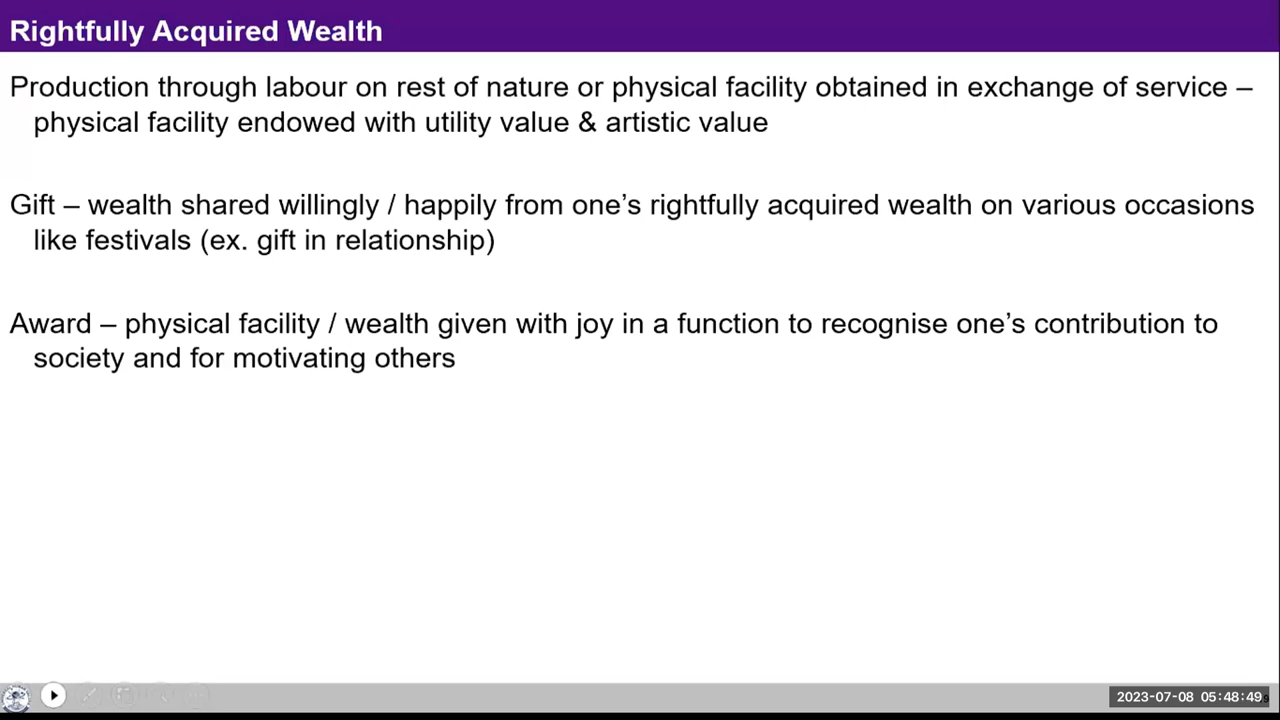 Rightfully Acquired Wealth
Production through labour on rest of nature or physical facility obtained in exchange of service –
physical facility endowed with utility value & artistic value
Gift – wealth shared willingly / happily from one’s rightfully acquired wealth on various occasions
like festivals (ex. gift in relationship)
Award – physical facility / wealth given with joy in a function to recognise one’s contribution to
society and for motivating others
2023-07-08 05:48:49